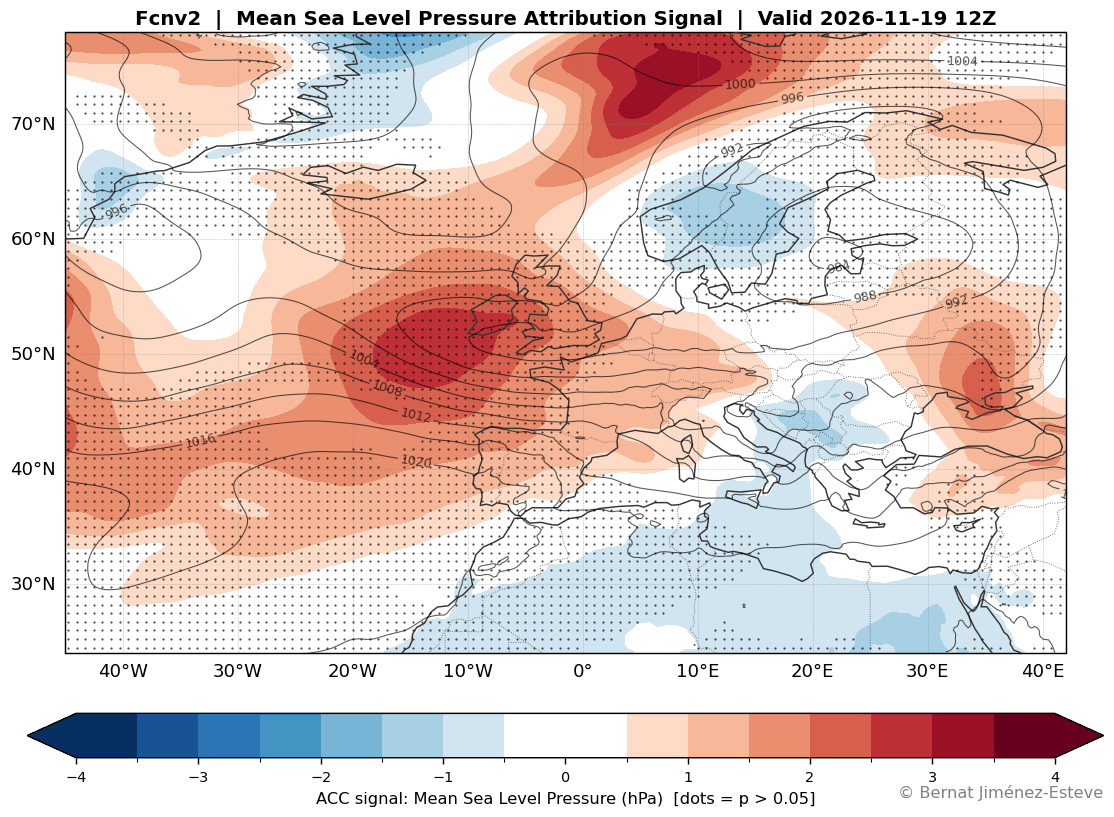 Fcnv2 | Mean Sea Level Pressure Attribution Signal | Valid 2026-11-19 12Z
1004
1000
996
70°N
992
996
60°N
984
988
992
1004
50°N
1008
1012
1016
1020
40°N
30°N
40°W 30°W 20°W 10°W 0° 10°E 20°E 30°E 40°E
−4 −3 −2 −1 0 1 2 3 4
ACC signal: Mean Sea Level Pressure (hPa) [dots = p > 0.05]
© Bernat Jiménez-Esteve